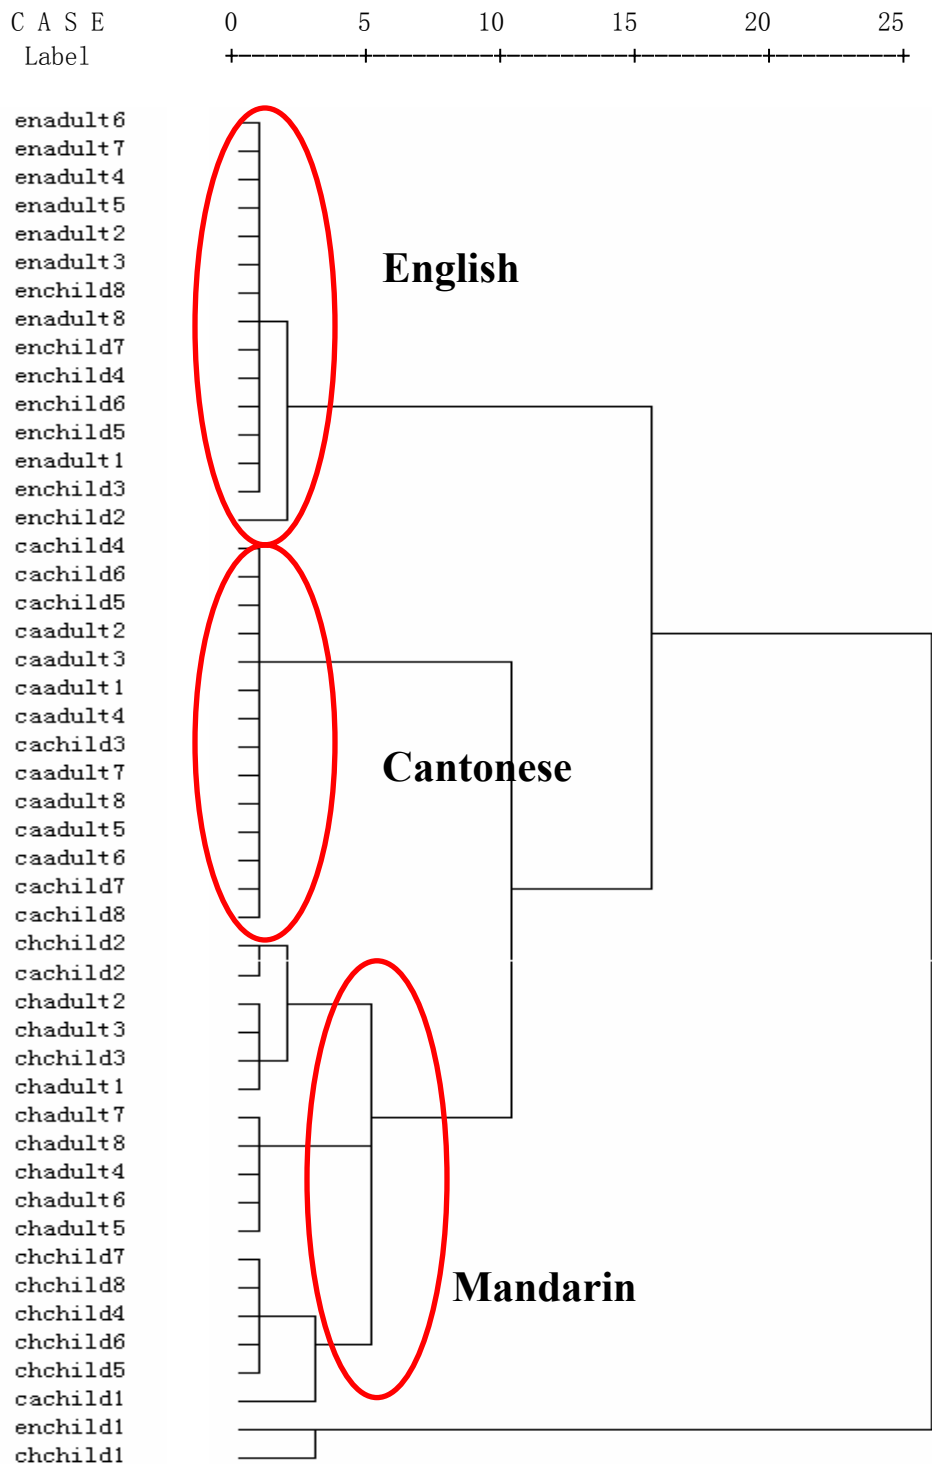 C A S E 0 5 10 15 20 25
Label +---------+---------+---------+---------+---------+
enadult6
enadult7
enadult4
enadult5
enadult2
enadult3
English
enchild8
enadult8
enchild7
enchild4
enchild6
enchild5
enadult1
enchild3
enchild2
cachild4
cachild6
cachild5
caadult2
caadult3
caadult1
caadult4
cachild3
Cantonese
caadult7
caadult8
caadult5
caadult6
cachild7
cachild8
chchild2
cachild2
chadult2
chadult3
chchild3
chadult1
chadult7
chadult8
chadult4
chadult6
chadult5
chchild7
chchild8
Mandarin
chchild4
chchild6
chchild5
cachild1
enchild1
chchild1